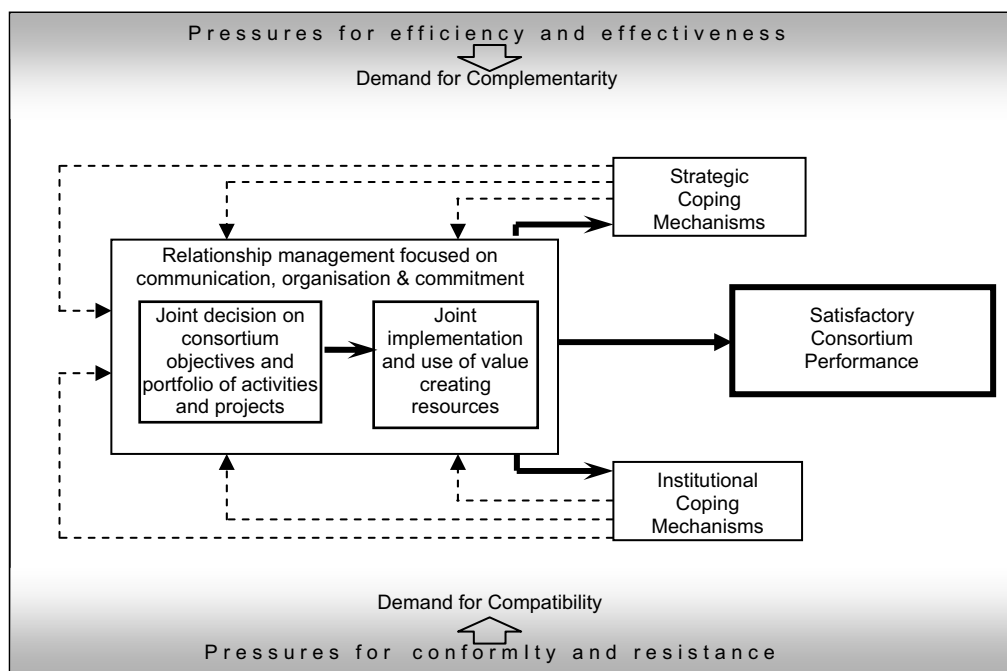 Pressures for efficiency and effectiveness
Demand for Complementarity
Strategic
Coping
Mechanisms
Relationship management focused on
communication, organisation & commitment
Joint decision on
consortium
objectives and
portfolio of activities
and projects
Joint
implementation
and use of value
creating
resources
Satisfactory
Consortium
Performance
Institutional
Coping
Mechanisms
Demand for Compatibility
Pressures for conformIty and resistance